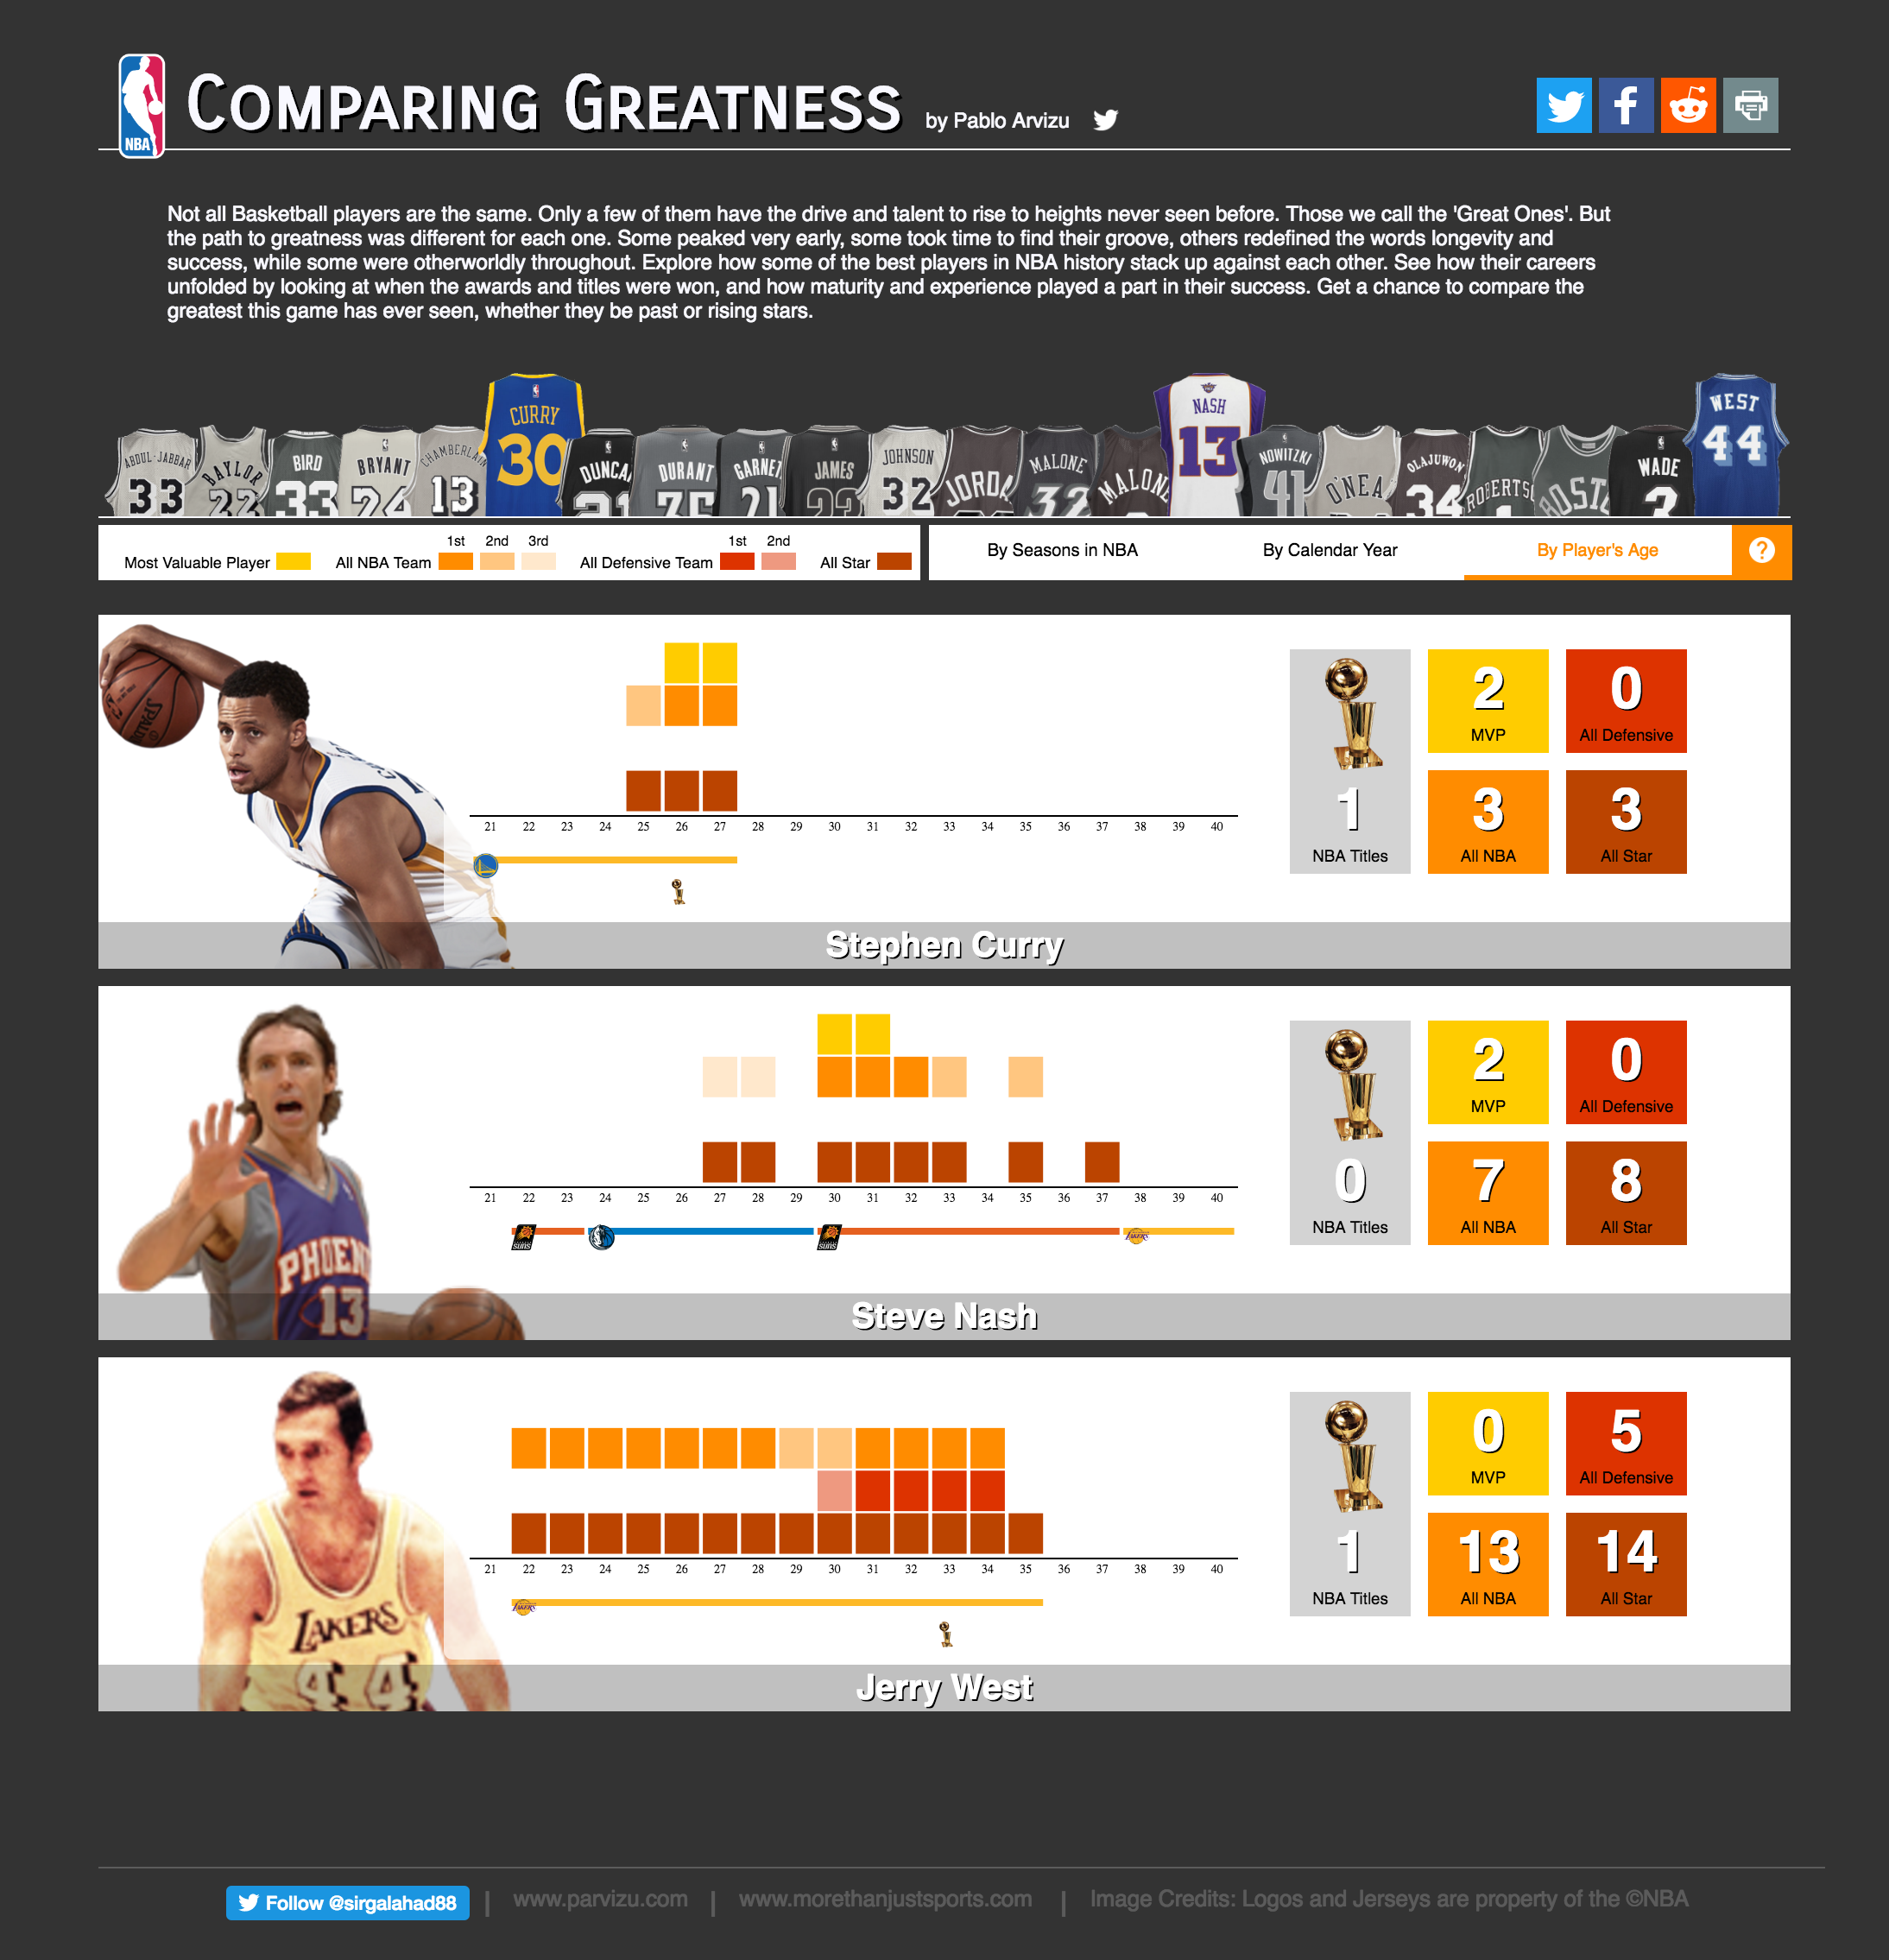 NBA
COMPARING GREATNESS by Pablo Arvizu
Not all Basketball players are the same. Only a few of them have the drive and talent to rise to heights never seen before. Those we call the 'Great Ones'. But
the path to greatness was different for each one. Some peaked very early, some took time to find their groove, others redefined the words longevity and
success, while some were otherworldly throughout. Explore how some of the best players in NBA history stack up against each other. See how their careers
unfolded by looking at when the awards and titles were won, and how maturity and experience played a part in their success. Get a chance to compare the
greatest this game has ever seen, whether they be past or rising stars.
ABDUL-JABBAR 33
BAYLOR 22
BIRD 33
BRYANT 24
CHAMBERLAIN 13
CURRY 30
DUNCA 21
DURANT 35
GARNET 21
JAMES 23
JOHNSON 32
JORDA
MALONE 32
MALON
NASH 13
NOWITZKI 41
O'NEA
OLAJUWON 34
ROBERTS 1
WADE 3
WEST 44
1st 2nd 3rd 1st 2nd
Most Valuable Player All NBA Team All Defensive Team All Star
By Seasons in NBA By Calendar Year By Player's Age ?
SPALDING
2 0
MVP All Defensive
1 3 3
NBA Titles All NBA All Star
21 22 23 24 25 26 27 28 29 30 31 32 33 34 35 36 37 38 39 40
Stephen Curry
2 0
MVP All Defensive
0 7 8
NBA Titles All NBA All Star
21 22 23 24 25 26 27 28 29 30 31 32 33 34 35 36 37 38 39 40
SUNS SUNS LAKERS
PHOEN
13
Steve Nash
0 5
MVP All Defensive
1 13 14
NBA Titles All NBA All Star
21 22 23 24 25 26 27 28 29 30 31 32 33 34 35 36 37 38 39 40
LAKERS
LAKERS
44
Jerry West
Follow @sirgalahad88 | www.parvizu.com | www.morethanjustsports.com | Image Credits: Logos and Jerseys are property of the ©NBA